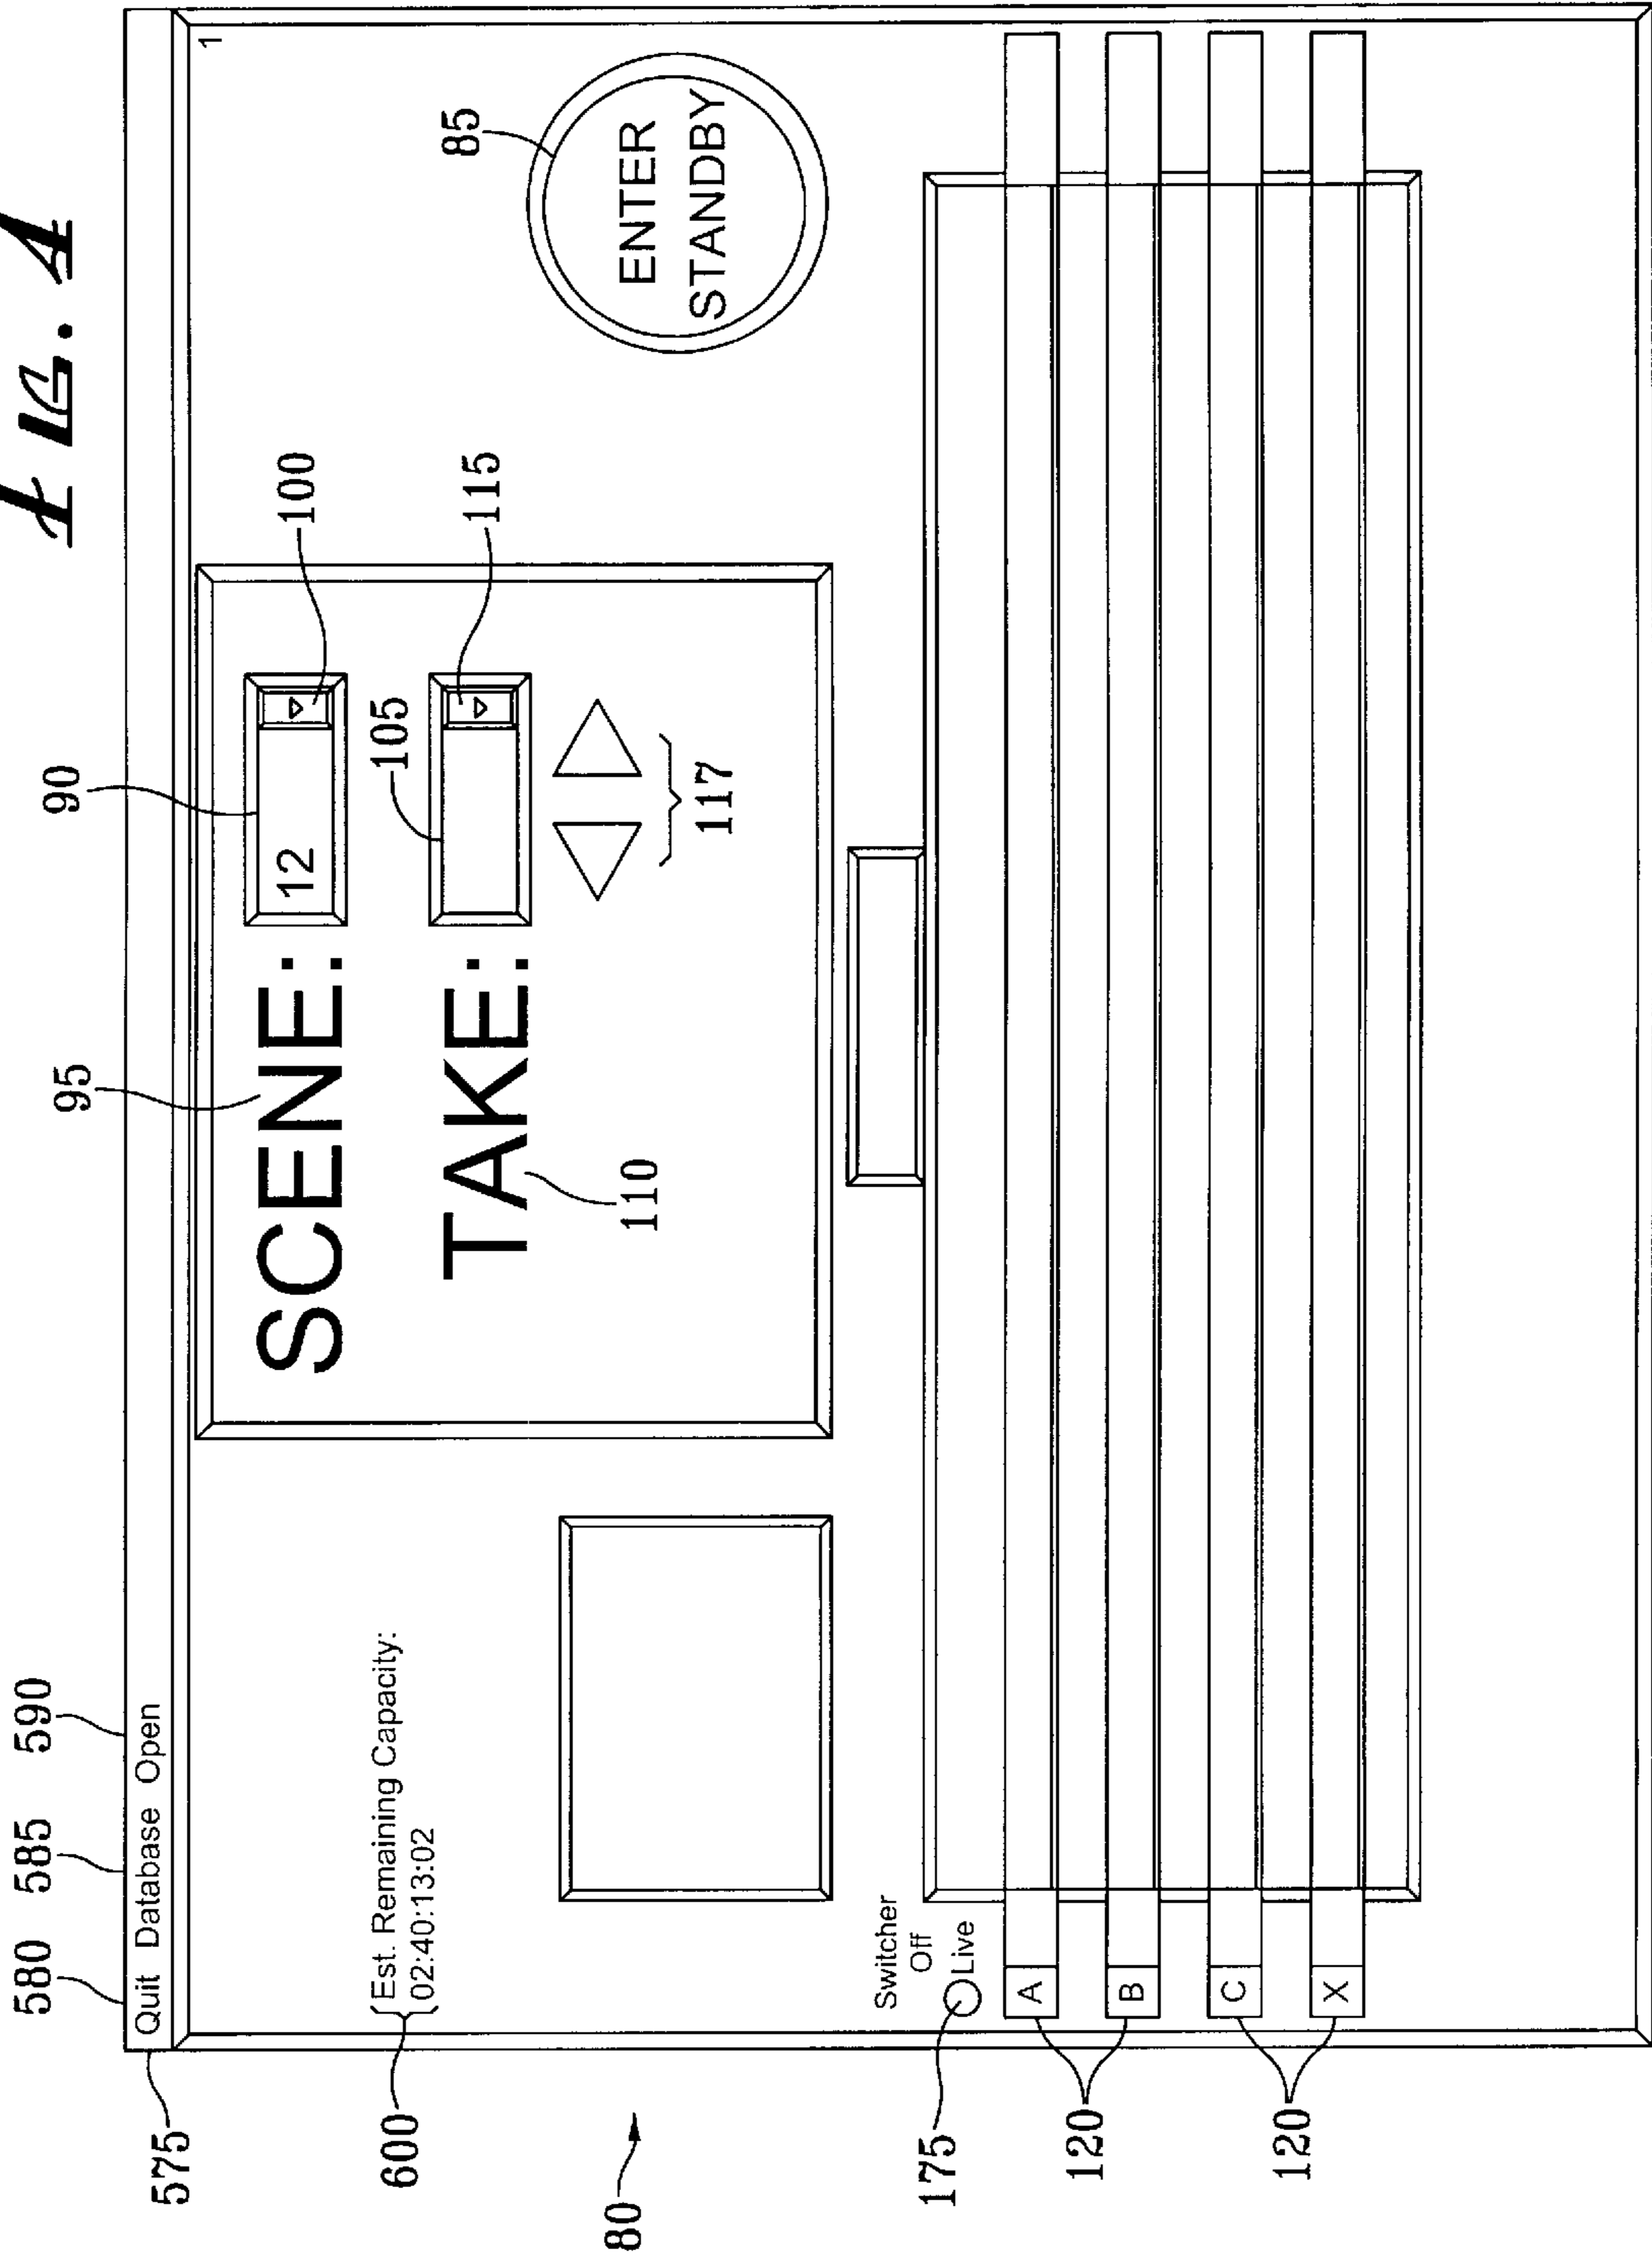 FIG. 4
580 585 590
95
90
575
Quit Database Open
1
SCENE:
12
100
600
Est. Remaining Capacity:
02:40:13:02
TAKE:
105
115
110
117
85
ENTER
STANDBY
80
Switcher
Off
Live
175
A
B
120
C
X
120